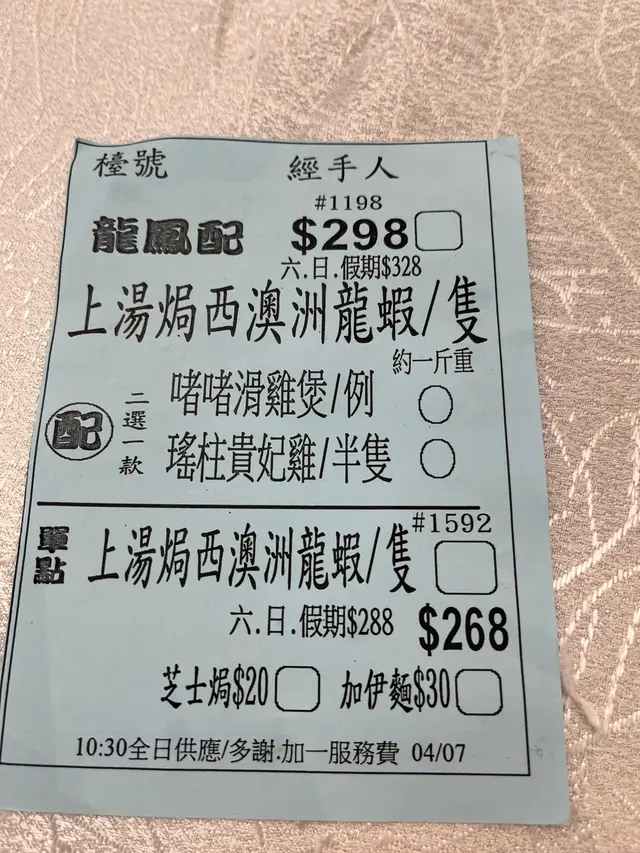 檯號 經手人
#1198
龍鳳配 $298
六.日.假期$328
上湯焗西澳洲龍蝦/隻
約一斤重
配 二選一款
啫啫滑雞煲/例
瑤柱貴妃雞/半隻
#1592
單點 上湯焗西澳洲龍蝦/隻
六.日.假期$288 $268
芝士焗$20 加伊麵$30
10:30全日供應/多謝.加一服務費 04/07